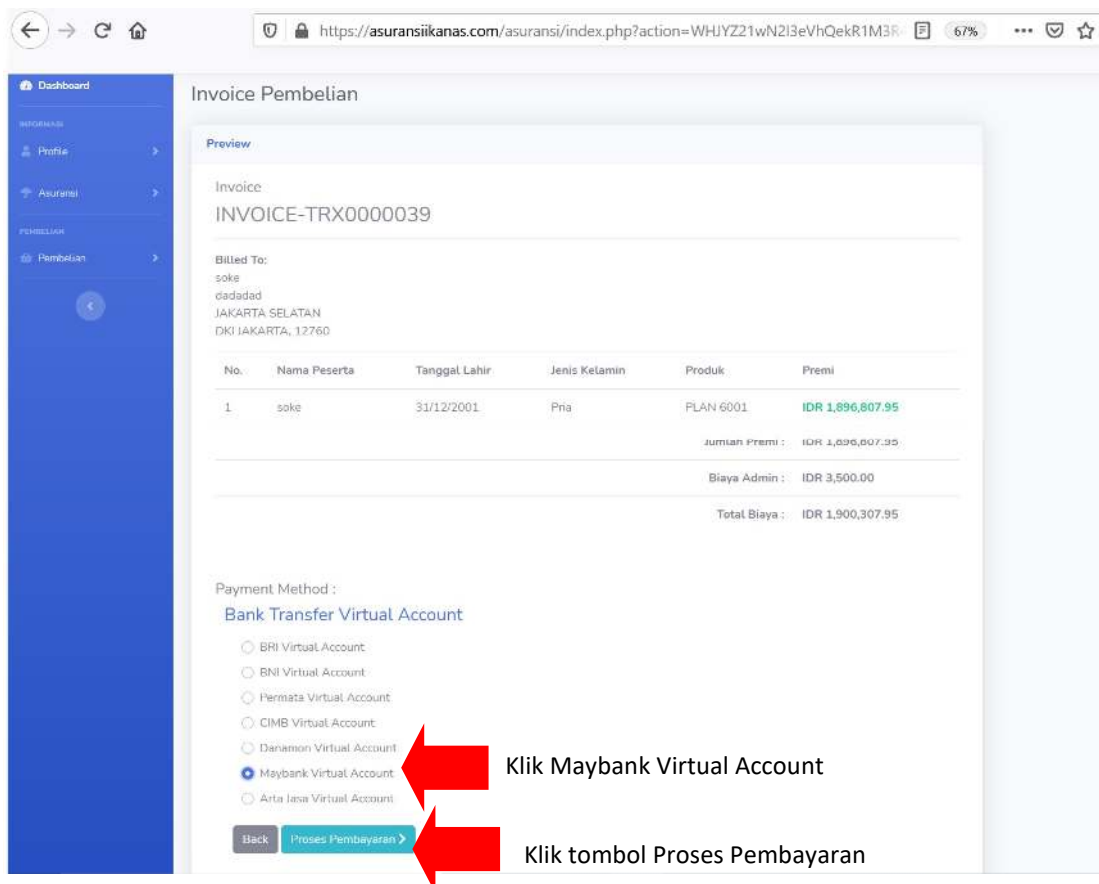 https://asuransiikanas.com/asuransi/index.php?action=WHJYZ21wN2l3eVhQekR1M3R 67%
Dashboard
Invoice Pembelian
INFORMASI
Profile
Preview
Asuransi
Invoice
INVOICE-TRX0000039
PEMBELIAN
Pembelian
Billed To:
soke
dadadad
JAKARTA SELATAN
DKI JAKARTA, 12760
No. Nama Peserta Tanggal Lahir Jenis Kelamin Produk Premi
1 soke 31/12/2001 Pria PLAN 6001 IDR 1,896,807.95
Jumlah Premi : IDR 1,896,807.95
Biaya Admin : IDR 3,500.00
Total Biaya : IDR 1,900,307.95
Payment Method :
Bank Transfer Virtual Account
BRI Virtual Account
BNI Virtual Account
Permata Virtual Account
CIMB Virtual Account
Danamon Virtual Account
Maybank Virtual Account Klik Maybank Virtual Account
Arta Jasa Virtual Account
Back Proses Pembayaran
Klik tombol Proses Pembayaran